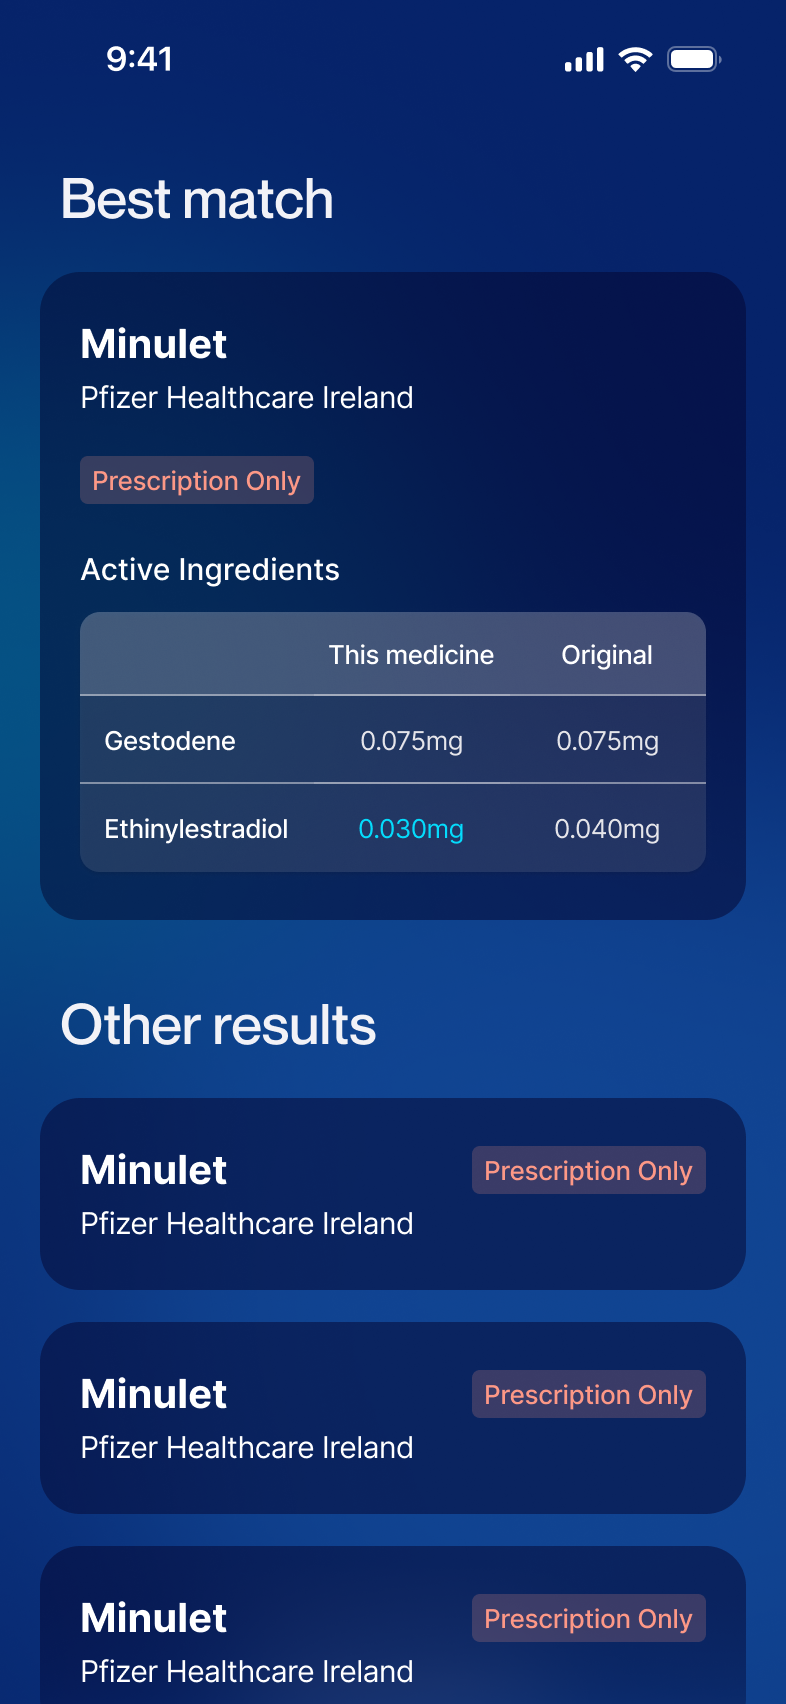 9:41
Best match
Minulet
Pfizer Healthcare Ireland
Prescription Only
Active Ingredients
This medicine Original
Gestodene 0.075mg 0.075mg
Ethinylestradiol 0.030mg 0.040mg
Other results
Minulet Prescription Only
Pfizer Healthcare Ireland
Minulet Prescription Only
Pfizer Healthcare Ireland
Minulet Prescription Only
Pfizer Healthcare Ireland